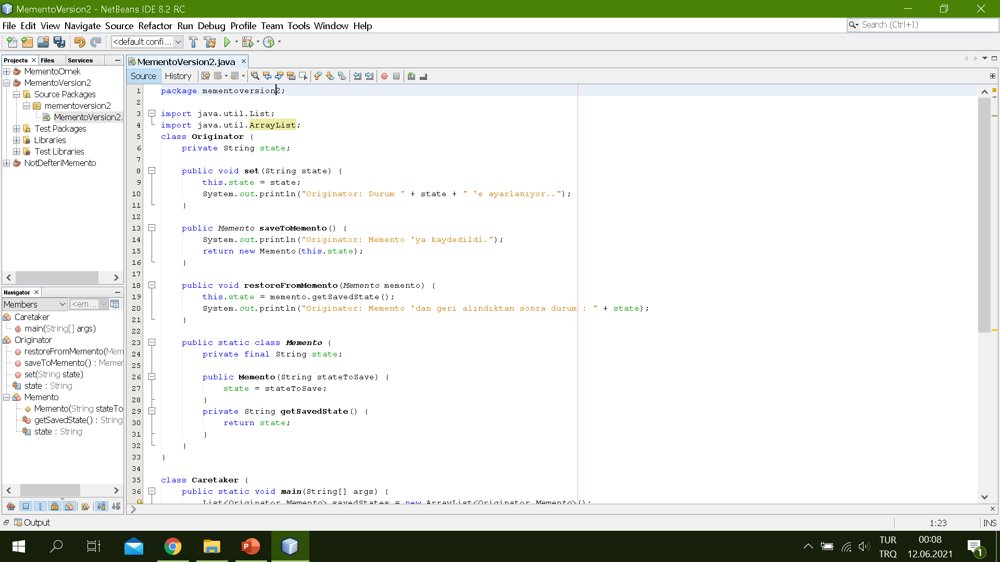 MementoVersion2 - NetBeans IDE 8.2 RC
File Edit View Navigate Source Refactor Run Debug Profile Team Tools Window Help
Search (Ctrl+I)
<default confi...
Projects Files Services
MementoOrnek
MementoVersion2
Source Packages
mementoversion2
MementoVersion2.
Test Packages
Libraries
Test Libraries
NotDefteriMemento
Navigator
Members <em...
Caretaker
main(String[] args)
Originator
restoreFromMemento(Mem
saveToMemento() : Memen
set(String state)
state : String
Memento
Memento(String stateTo
getSavedState() : String
state : String
MementoVersion2.java
Source History
1 package mementoversion2;
2
3 import java.util.List;
4 import java.util.ArrayList;
5 class Originator {
6 private String state;
7
8 public void set(String state) {
9 this.state = state;
10 System.out.println("Originator: Durum " + state + " 'e ayarlanıyor..");
11 }
12
13 public Memento saveToMemento() {
14 System.out.println("Originator: Memento 'ya kaydedildi.");
15 return new Memento(this.state);
16 }
17
18 public void restoreFromMemento(Memento memento) {
19 this.state = memento.getSavedState();
20 System.out.println("Originator: Memento 'dan geri alındıktan sonra durum : " + state);
21 }
22
23 public static class Memento {
24 private final String state;
25
26 public Memento(String stateToSave) {
27 state = stateToSave;
28 }
29 private String getSavedState() {
30 return state;
31 }
32 }
33 }
34
35 class Caretaker {
36 public static void main(String[] args) {
List<Originator.Memento> savedStates = new ArrayList<Originator.Memento>();
Output
1:23 INS
TUR
TRQ
00:08
12.06.2021
1